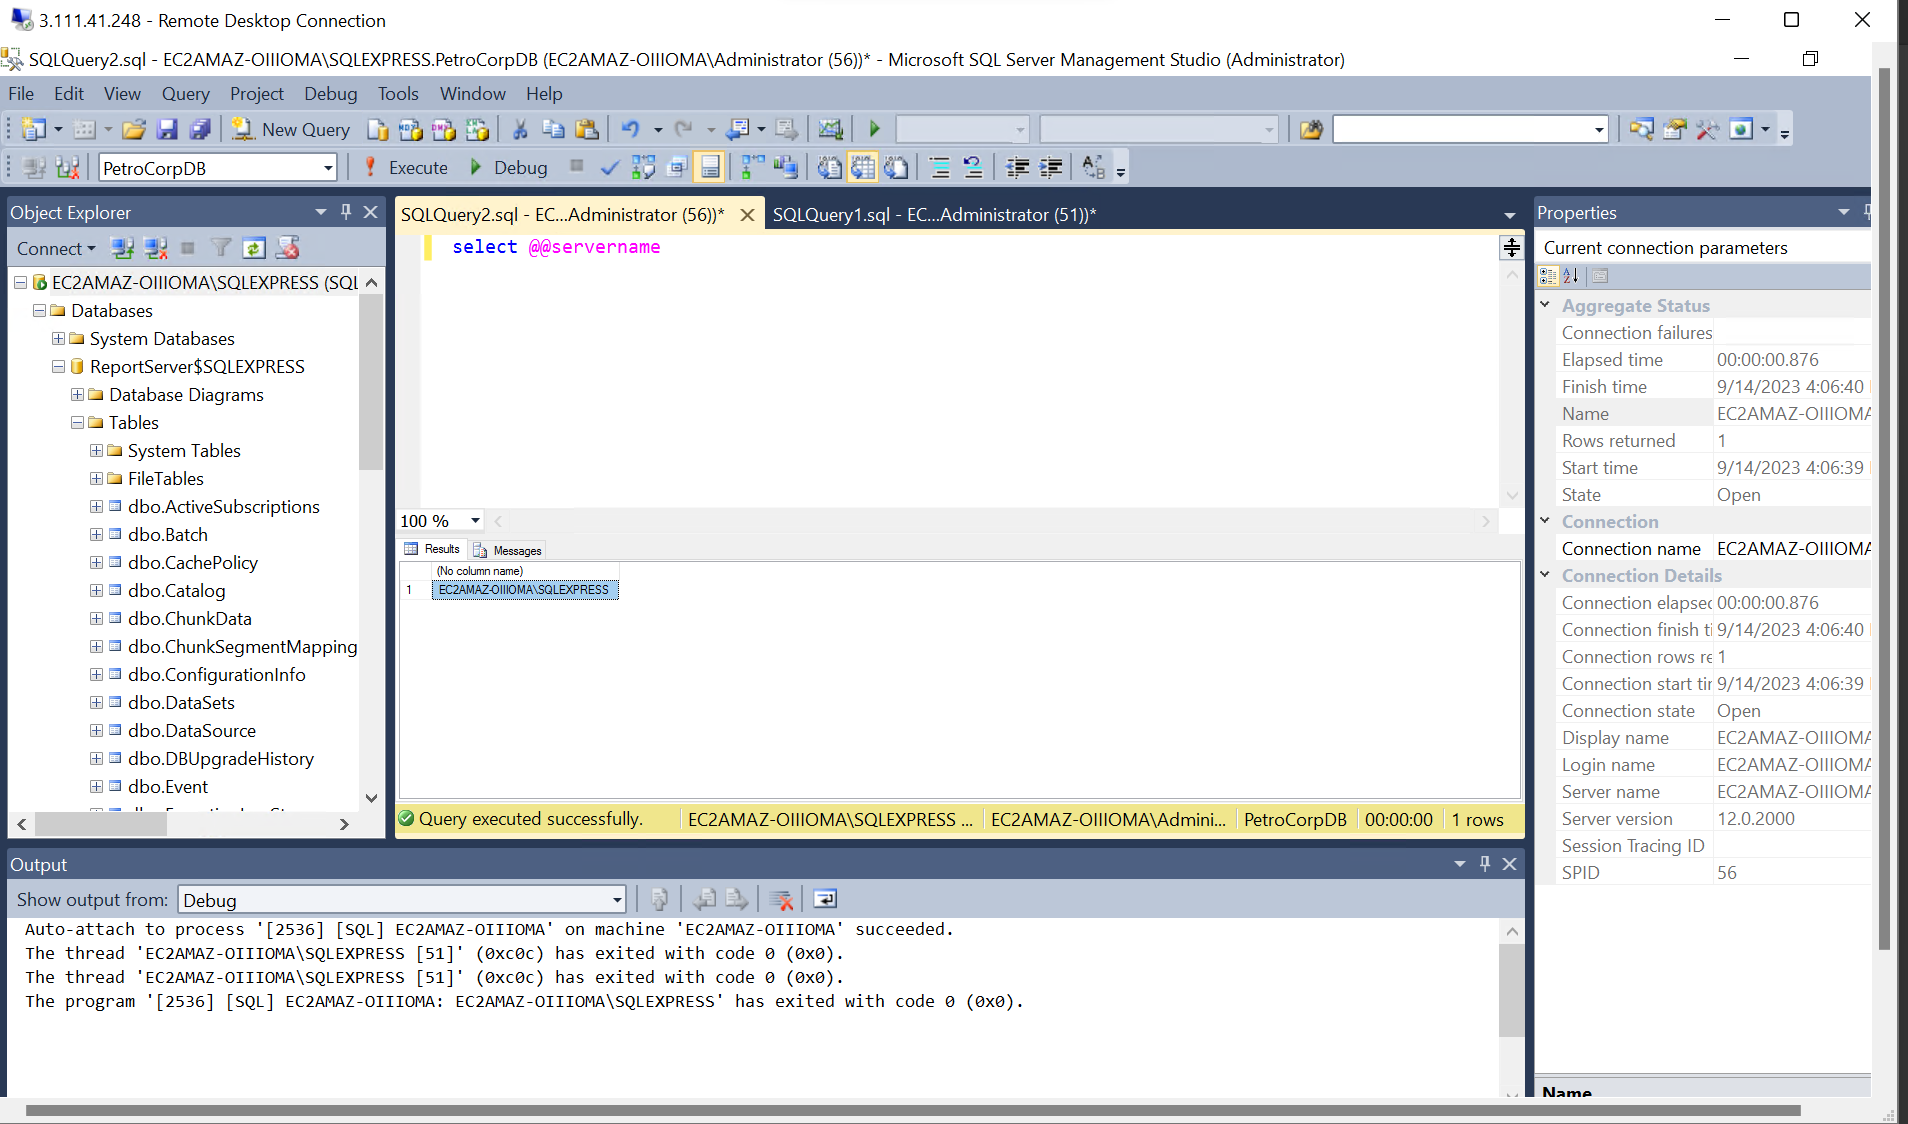 3.111.41.248 - Remote Desktop Connection
SQLQuery2.sql - EC2AMAZ-OIIIOMA\SQLEXPRESS.PetroCorpDB (EC2AMAZ-OIIIOMA\Administrator (56))* - Microsoft SQL Server Management Studio (Administrator)
File Edit View Query Project Debug Tools Window Help
New Query
PetroCorpDB Execute Debug
Object Explorer
Connect
EC2AMAZ-OIIIOMA\SQLEXPRESS (SQL
Databases
System Databases
ReportServer$SQLEXPRESS
Database Diagrams
Tables
System Tables
FileTables
dbo.ActiveSubscriptions
dbo.Batch
dbo.CachePolicy
dbo.Catalog
dbo.ChunkData
dbo.ChunkSegmentMapping
dbo.ConfigurationInfo
dbo.DataSets
dbo.DataSource
dbo.DBUpgradeHistory
dbo.Event
SQLQuery2.sql - EC...Administrator (56))* SQLQuery1.sql - EC...Administrator (51))*
select @@servername
100 %
Results Messages
(No column name)
1 EC2AMAZ-OIIIOMA\SQLEXPRESS
Query executed successfully. EC2AMAZ-OIIIOMA\SQLEXPRESS ... EC2AMAZ-OIIIOMA\Admini... PetroCorpDB 00:00:00 1 rows
Properties
Current connection parameters
Aggregate Status
Connection failures
Elapsed time 00:00:00.876
Finish time 9/14/2023 4:06:40
Name EC2AMAZ-OIIIOMA
Rows returned 1
Start time 9/14/2023 4:06:39
State Open
Connection
Connection name EC2AMAZ-OIIIOMA
Connection Details
Connection elapsed 00:00:00.876
Connection finish ti 9/14/2023 4:06:40
Connection rows re 1
Connection start tim 9/14/2023 4:06:39
Connection state Open
Display name EC2AMAZ-OIIIOMA
Login name EC2AMAZ-OIIIOMA
Server name EC2AMAZ-OIIIOMA
Server version 12.0.2000
Session Tracing ID
SPID 56
Name
Output
Show output from: Debug
Auto-attach to process '[2536] [SQL] EC2AMAZ-OIIIOMA' on machine 'EC2AMAZ-OIIIOMA' succeeded.
The thread 'EC2AMAZ-OIIIOMA\SQLEXPRESS [51]' (0xc0c) has exited with code 0 (0x0).
The thread 'EC2AMAZ-OIIIOMA\SQLEXPRESS [51]' (0xc0c) has exited with code 0 (0x0).
The program '[2536] [SQL] EC2AMAZ-OIIIOMA: EC2AMAZ-OIIIOMA\SQLEXPRESS' has exited with code 0 (0x0).